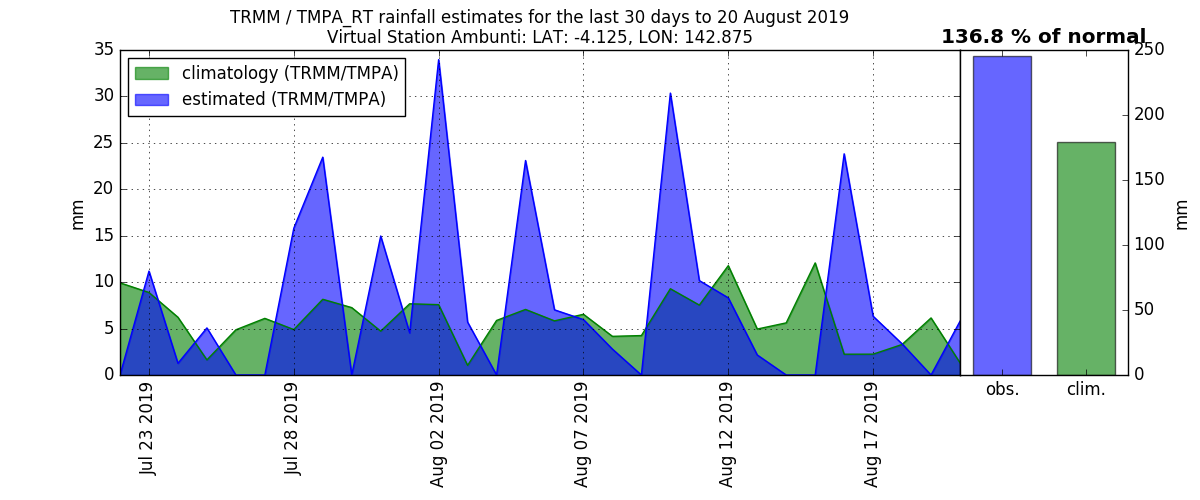 TRMM / TMPA_RT rainfall estimates for the last 30 days to 20 August 2019
Virtual Station Ambunti: LAT: -4.125, LON: 142.875
136.8 % of normal
climatology (TRMM/TMPA)
estimated (TRMM/TMPA)
35
30
25
20
15
10
5
0
mm
Jul 23 2019
Jul 28 2019
Aug 02 2019
Aug 07 2019
Aug 12 2019
Aug 17 2019
250
200
150
100
50
0
mm
obs.
clim.